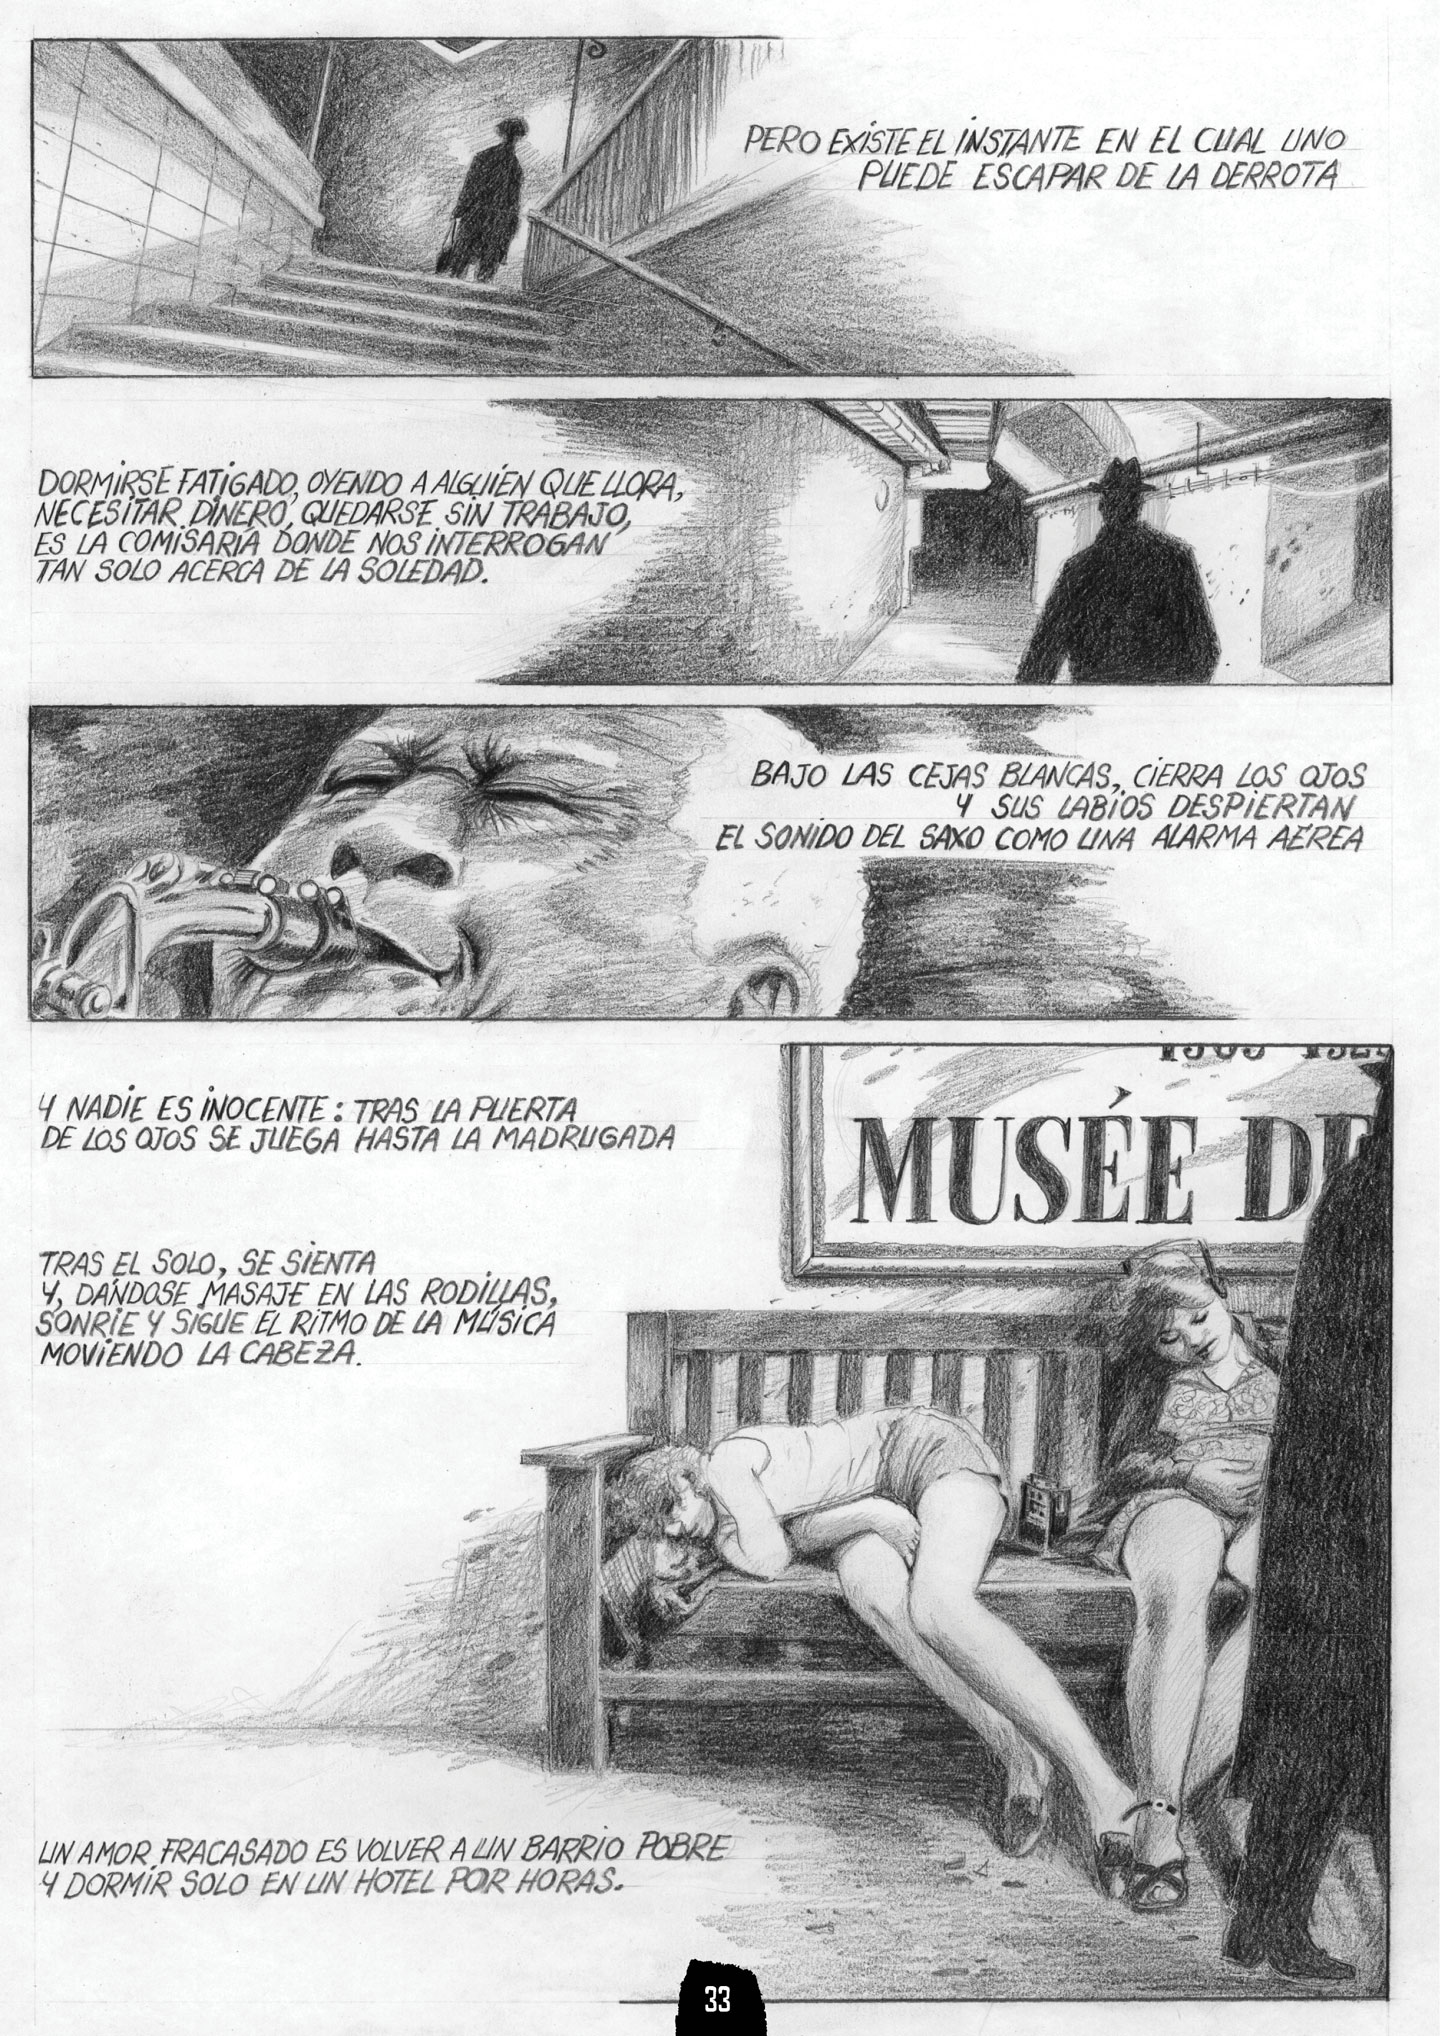 PERO EXISTE EL INSTANTE EN EL CUAL UNO
PUEDE ESCAPAR DE LA DERROTA
DORMIRSE FATIGADO, OYENDO A ALGUIEN QUE LLORA,
NECESITAR DINERO, QUEDARSE SIN TRABAJO,
ES LA COMISARÍA DONDE NOS INTERROGAN
TAN SOLO ACERCA DE LA SOLEDAD.
BAJO LAS CEJAS BLANCAS, CIERRA LOS OJOS
Y SUS LABIOS DESPIERTAN
EL SONIDO DEL SAXO COMO UNA ALARMA AÉREA
Y NADIE ES INOCENTE: TRAS LA PUERTA
DE LOS OJOS SE JUEGA HASTA LA MADRUGADA
MUSÉE DE
TRAS EL SOLO, SE SIENTA
Y, DÁNDOSE MASAJE EN LAS RODILLAS,
SONRÍE Y SIGUE EL RITMO DE LA MÚSICA
MOVIENDO LA CABEZA.
UN AMOR FRACASADO ES VOLVER A UN BARRIO POBRE
Y DORMIR SOLO EN UN HOTEL POR HORAS.
33